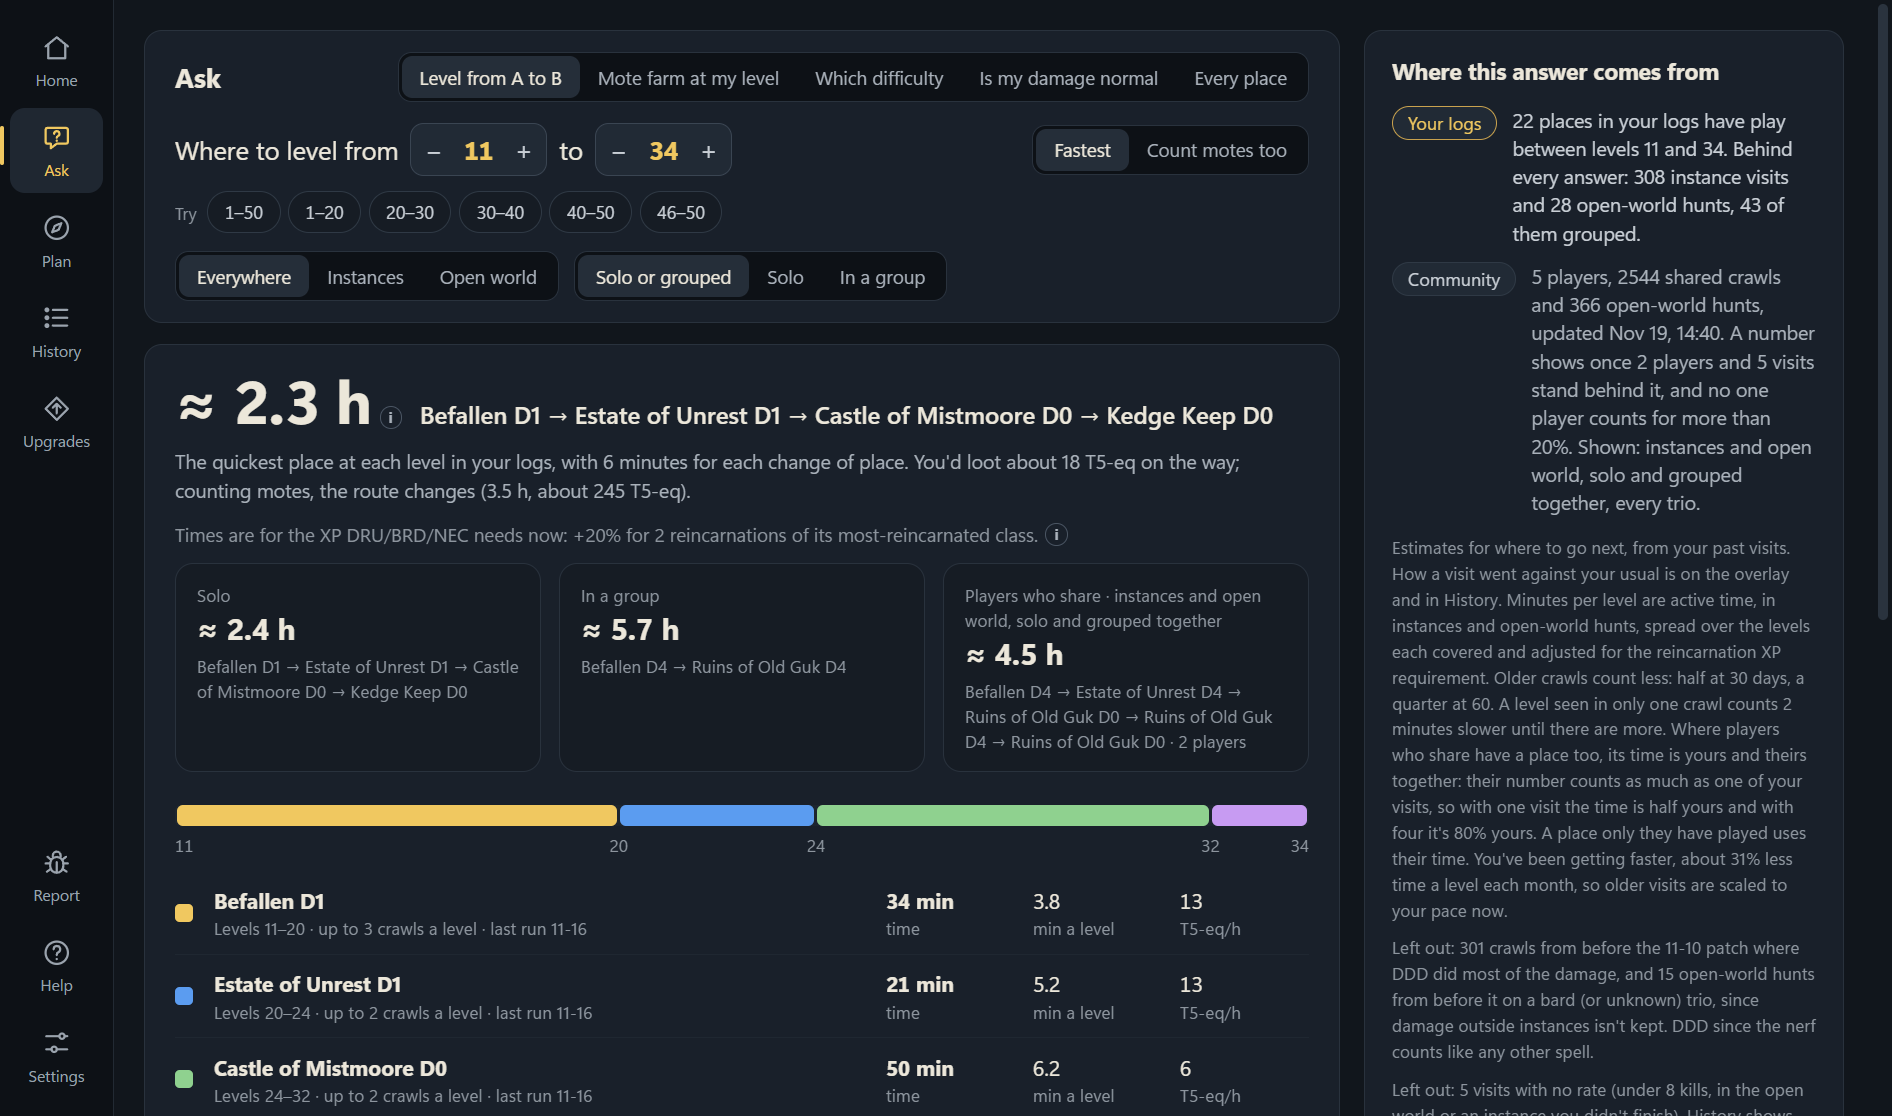 Home
Ask
Plan
History
Upgrades
Report
Help
Settings
Ask
Level from A to B
Mote farm at my level
Which difficulty
Is my damage normal
Every place
Where to level from – 11 + to – 34 +
Fastest
Count motes too
Try 1–50 1–20 20–30 30–40 40–50 46–50
Everywhere
Instances
Open world
Solo or grouped
Solo
In a group
≈ 2.3 h i Befallen D1 → Estate of Unrest D1 → Castle of Mistmoore D0 → Kedge Keep D0
The quickest place at each level in your logs, with 6 minutes for each change of place. You'd loot about 18 T5-eq on the way;
counting motes, the route changes (3.5 h, about 245 T5-eq).
Times are for the XP DRU/BRD/NEC needs now: +20% for 2 reincarnations of its most-reincarnated class. i
Solo
≈ 2.4 h
Befallen D1 → Estate of Unrest D1 → Castle
of Mistmoore D0 → Kedge Keep D0
In a group
≈ 5.7 h
Befallen D4 → Ruins of Old Guk D4
Players who share · instances and open
world, solo and grouped together
≈ 4.5 h
Befallen D4 → Estate of Unrest D4 →
Ruins of Old Guk D0 → Ruins of Old Guk
D4 → Ruins of Old Guk D0 · 2 players
11 20 24 32 34
Befallen D1 34 min 3.8 13
Levels 11–20 · up to 3 crawls a level · last run 11-16 time min a level T5-eq/h
Estate of Unrest D1 21 min 5.2 13
Levels 20–24 · up to 2 crawls a level · last run 11-16 time min a level T5-eq/h
Castle of Mistmoore D0 50 min 6.2 6
Levels 24–32 · up to 2 crawls a level · last run 11-16 time min a level T5-eq/h
Where this answer comes from
Your logs
22 places in your logs have play
between levels 11 and 34. Behind
every answer: 308 instance visits
and 28 open-world hunts, 43 of
them grouped.
Community
5 players, 2544 shared crawls
and 366 open-world hunts,
updated Nov 19, 14:40. A number
shows once 2 players and 5 visits
stand behind it, and no one
player counts for more than
20%. Shown: instances and open
world, solo and grouped
together, every trio.
Estimates for where to go next, from your past visits.
How a visit went against your usual is on the overlay
and in History. Minutes per level are active time, in
instances and open-world hunts, spread over the levels
each covered and adjusted for the reincarnation XP
requirement. Older crawls count less: half at 30 days, a
quarter at 60. A level seen in only one crawl counts 2
minutes slower until there are more. Where players
who share have a place too, its time is yours and theirs
together: their number counts as much as one of your
visits, so with one visit the time is half yours and with
four it's 80% yours. A place only they have played uses
their time. You've been getting faster, about 31% less
time a level each month, so older visits are scaled to
your pace now.
Left out: 301 crawls from before the 11-10 patch where
DDD did most of the damage, and 15 open-world hunts
from before it on a bard (or unknown) trio, since
damage outside instances isn't kept. DDD since the nerf
counts like any other spell.
Left out: 5 visits with no rate (under 8 kills, in the open
world or an instance you didn't finish). History shows